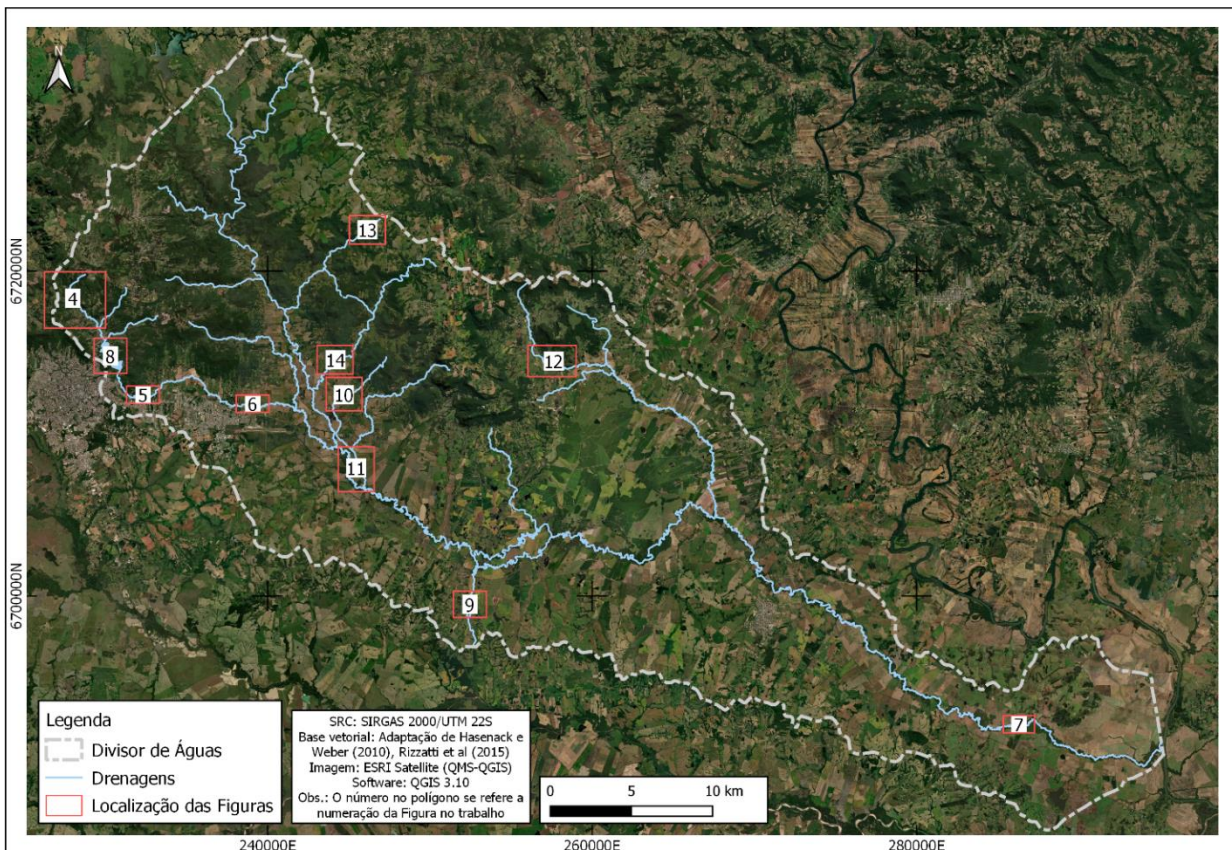 N
6720000N
6700000N
4
8
5
6
13
14
10
11
12
9
7
Legenda
Divisor de Águas
Drenagens
Localização das Figuras
SRC: SIRGAS 2000/UTM 22S
Base vetorial: Adaptação de Hasenack e
Weber (2010), Rizzatti et al (2015)
Imagem: ESRI Satellite (QMS-QGIS)
Software: QGIS 3.10
Obs.: O número no polígono se refere a
numeração da Figura no trabalho
0 5 10 km
240000E 260000E 280000E